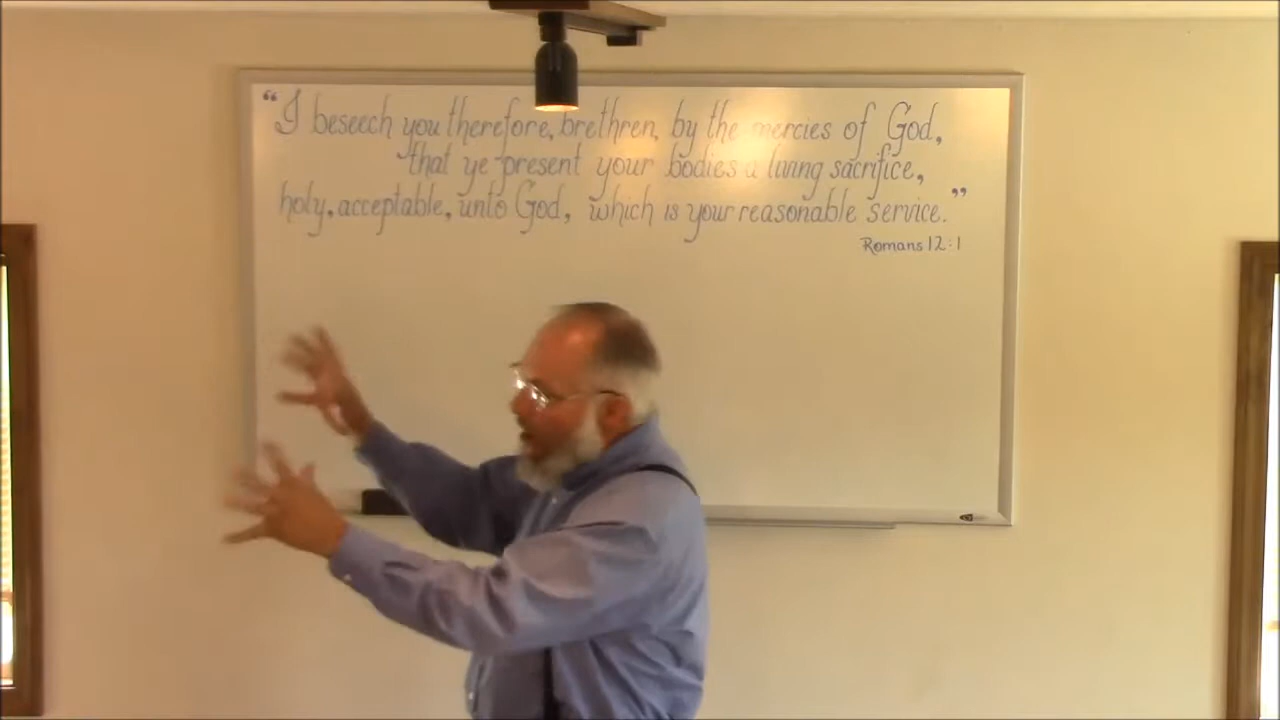 “I beseech you therefore, brethren, by the mercies of God,
that ye present your bodies a living sacrifice,
holy, acceptable, unto God, which is your reasonable service.”
Romans 12:1